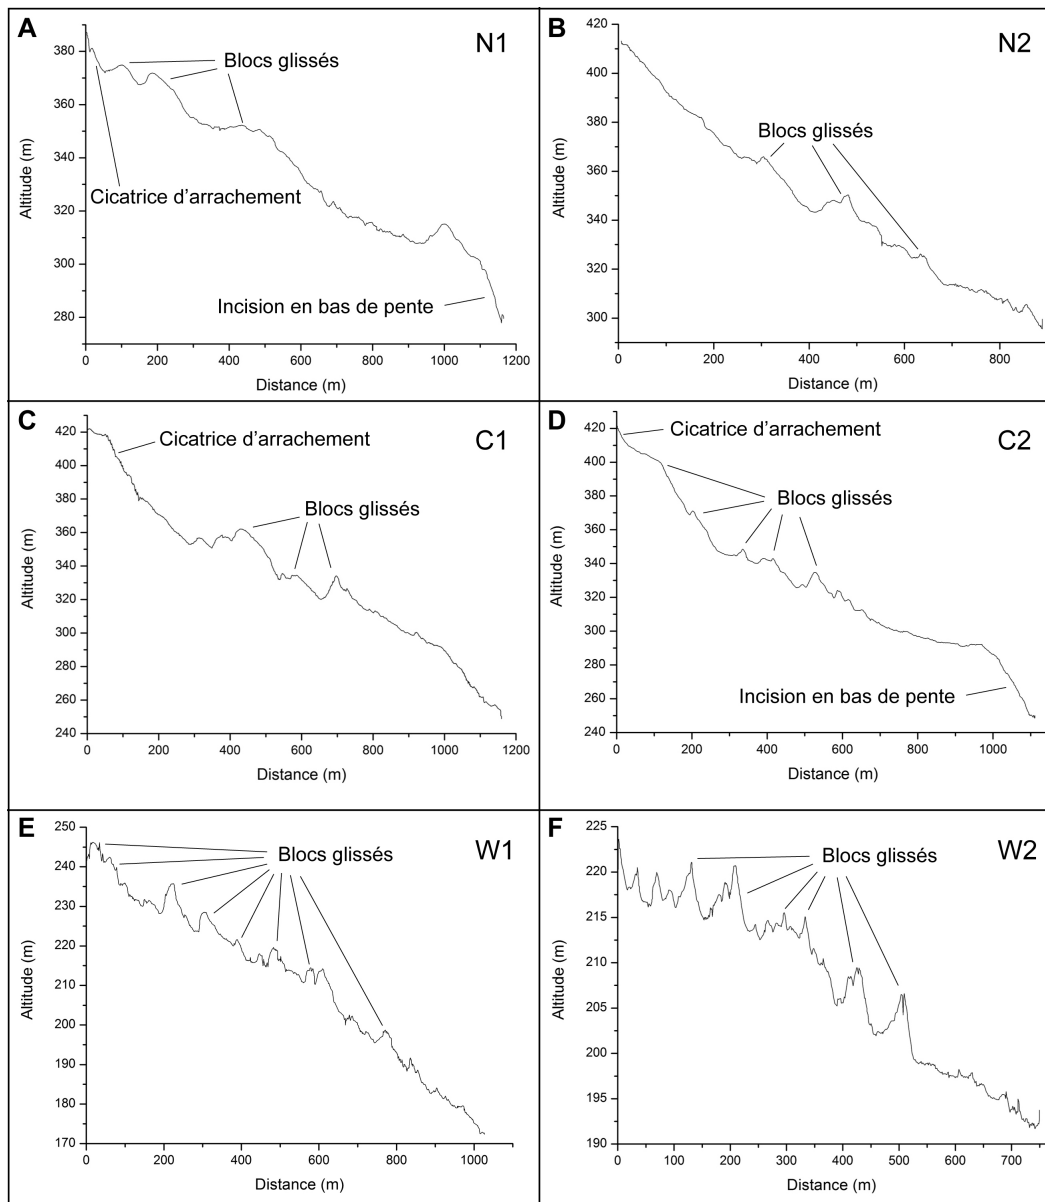 A
N1
Blocs glissés
Cicatrice d'arrachement
Incision en bas de pente
Altitude (m)
380
360
340
320
300
280
0 200 400 600 800 1000 1200
Distance (m)
B
N2
Blocs glissés
Altitude (m)
420
400
380
360
340
320
300
0 200 400 600 800
Distance (m)
C
C1
Cicatrice d'arrachement
Blocs glissés
Altitude (m)
420
400
380
360
340
320
300
280
260
240
0 200 400 600 800 1000 1200
Distance (m)
D
C2
Cicatrice d'arrachement
Blocs glissés
Incision en bas de pente
Altitude (m)
420
400
380
360
340
320
300
280
260
240
0 200 400 600 800 1000
Distance (m)
E
W1
Blocs glissés
Altitude (m)
250
240
230
220
210
200
190
180
170
0 200 400 600 800 1000
Distance (m)
F
W2
Blocs glissés
Altitude (m)
225
220
215
210
205
200
195
190
0 100 200 300 400 500 600 700
Distance (m)